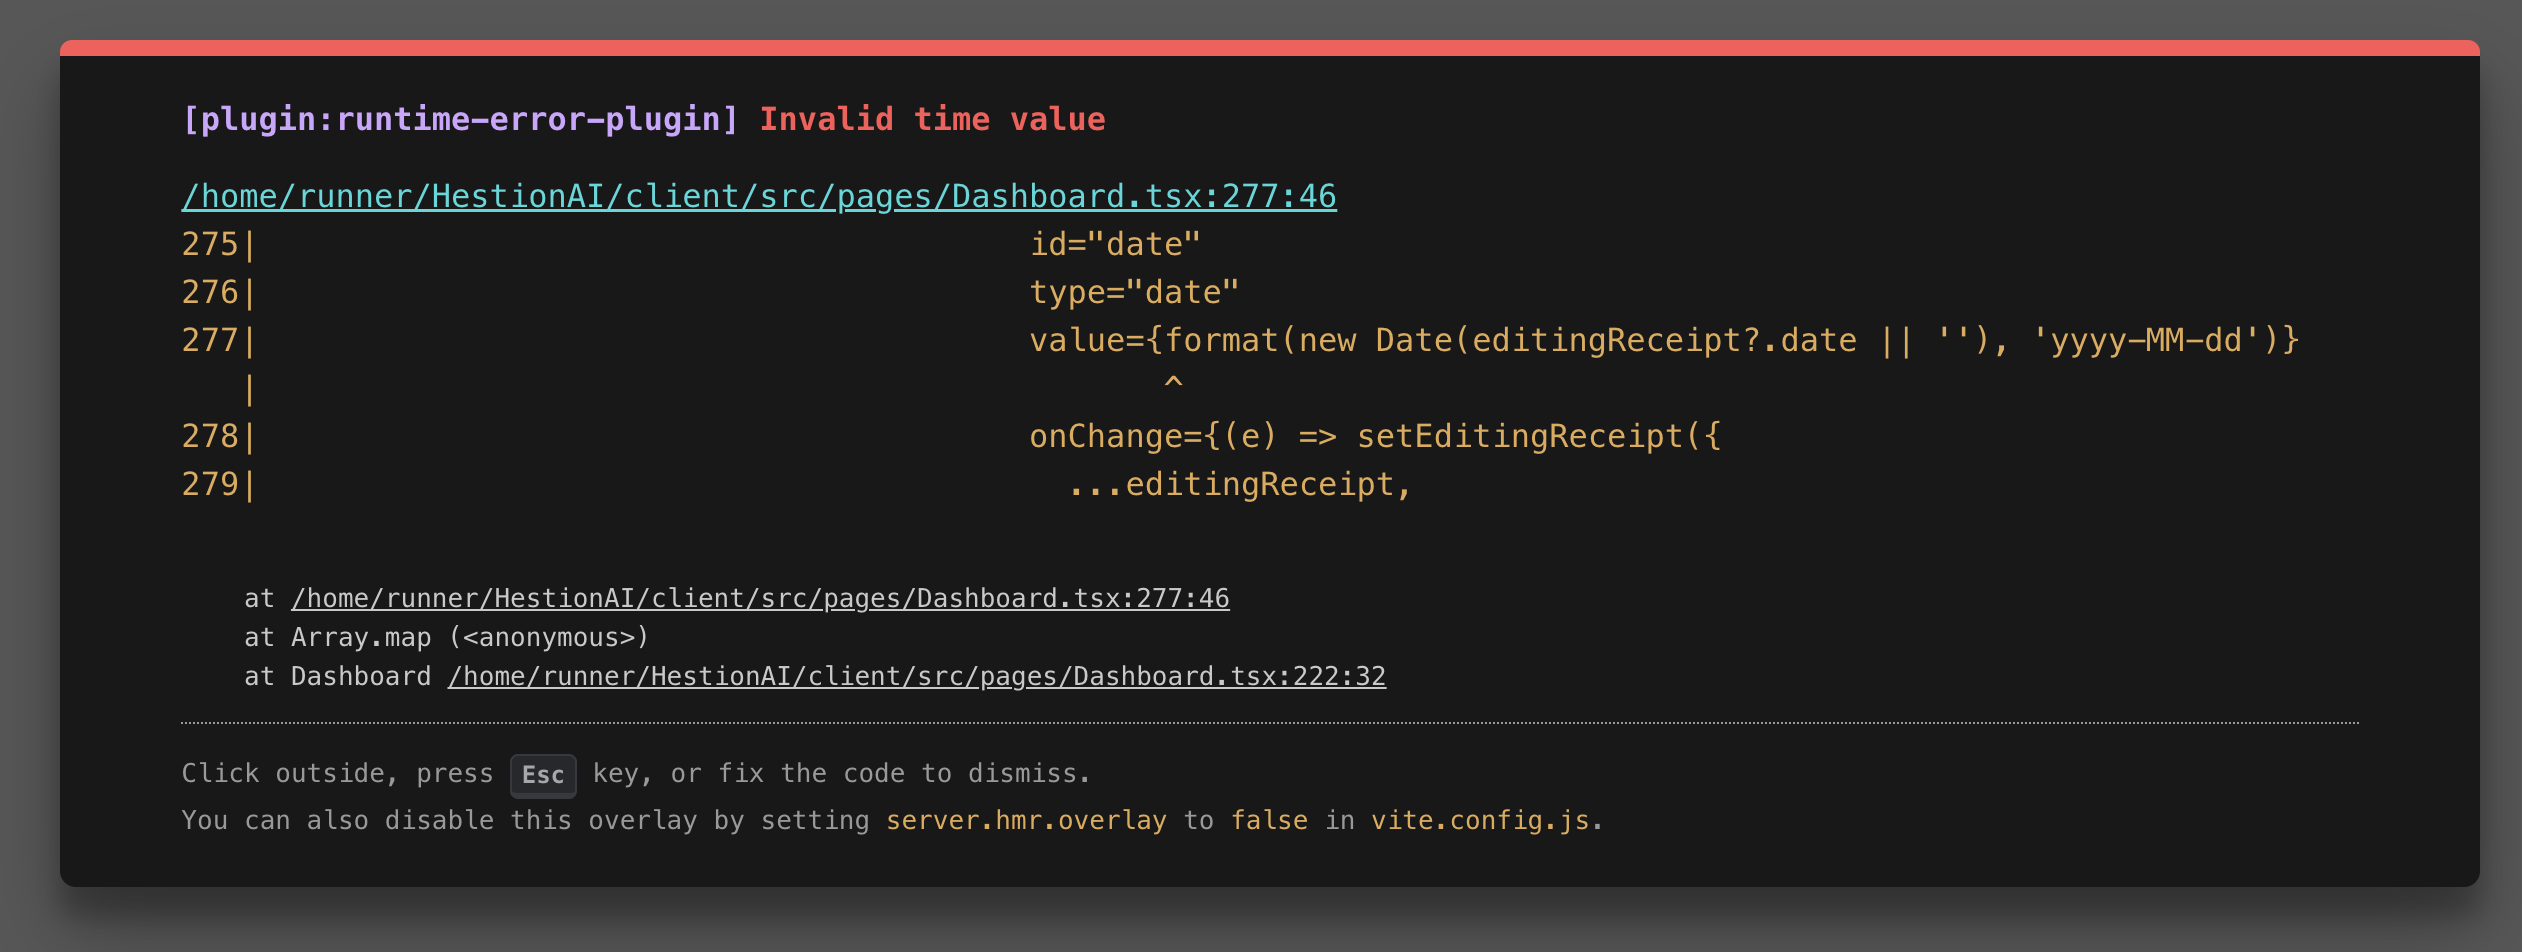 [plugin:runtime-error-plugin] Invalid time value
/home/runner/HestionAI/client/src/pages/Dashboard.tsx:277:46
275|                                        id="date"
276|                                        type="date"
277|                                        value={format(new Date(editingReceipt?.date || ''), 'yyyy-MM-dd')}
   |                                               ^
278|                                        onChange={(e) => setEditingReceipt({
279|                                          ...editingReceipt,
at /home/runner/HestionAI/client/src/pages/Dashboard.tsx:277:46
at Array.map (<anonymous>)
at Dashboard /home/runner/HestionAI/client/src/pages/Dashboard.tsx:222:32
Click outside, press Esc key, or fix the code to dismiss.
You can also disable this overlay by setting server.hmr.overlay to false in vite.config.js.